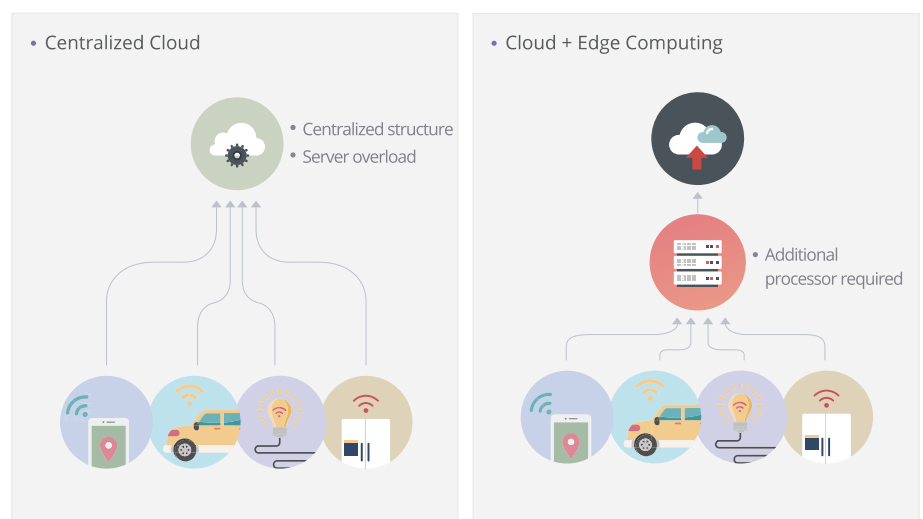 Centralized Cloud
Centralized structure
Server overload
Cloud + Edge Computing
Additional
processor required